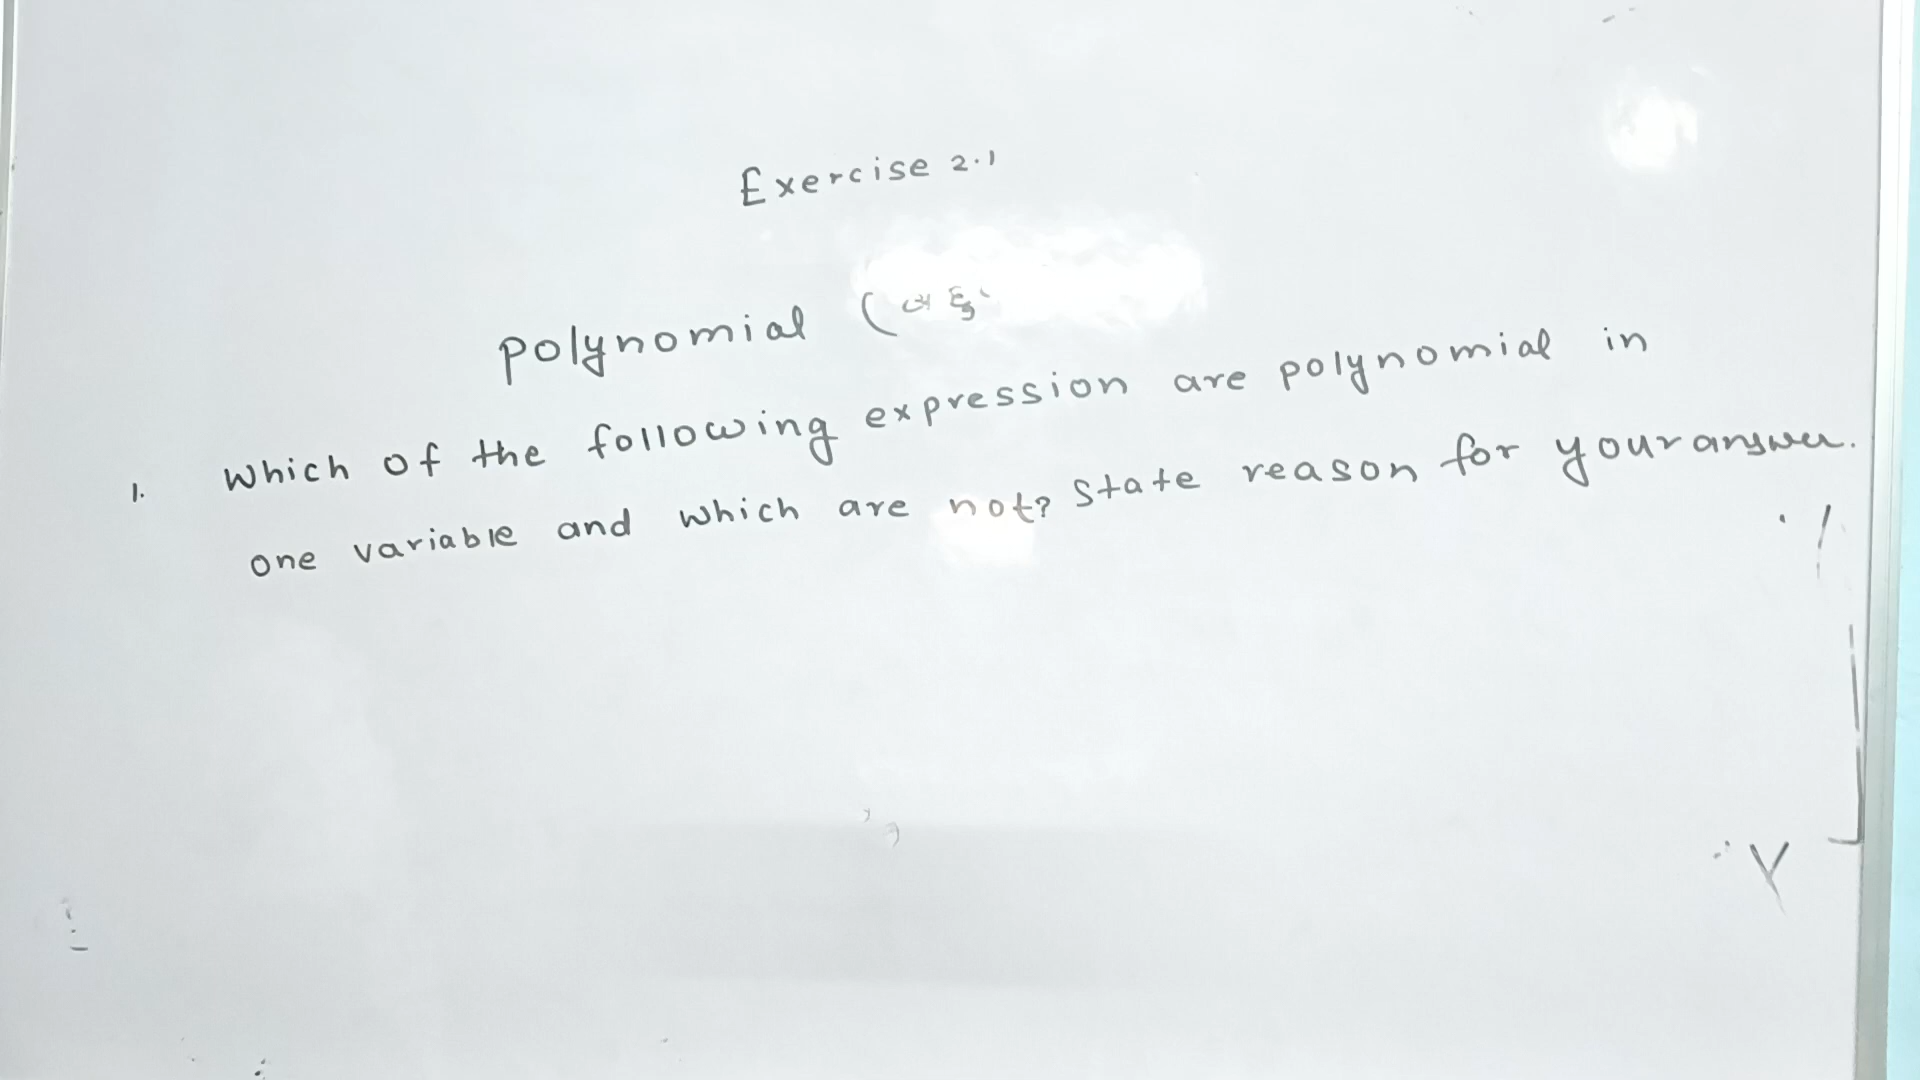 Exercise 2.1
polynomial (
1. Which of the following expression are polynomial in
one variable and which are not? State reason for your answer.